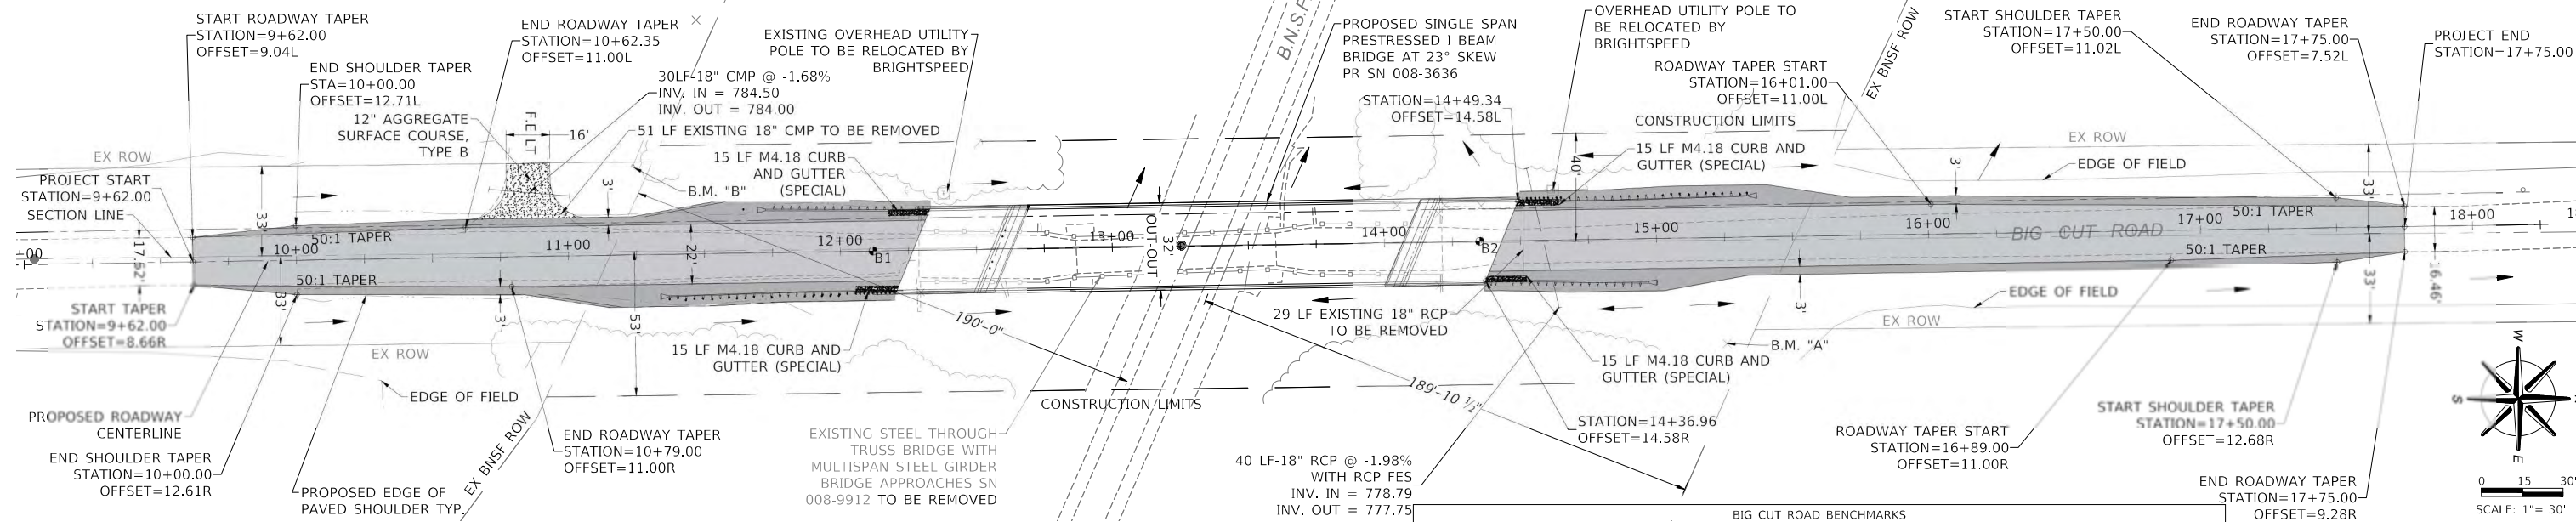 START ROADWAY TAPER
STATION=9+62.00
OFFSET=9.04L
END SHOULDER TAPER
STA=10+00.00
OFFSET=12.71L
12" AGGREGATE
SURFACE COURSE,
TYPE B
END ROADWAY TAPER
STATION=10+62.35
OFFSET=11.00L
F.E LT
16'
30LF-18" CMP @ -1.68%
INV. IN = 784.50
INV. OUT = 784.00
51 LF EXISTING 18" CMP TO BE REMOVED
EXISTING OVERHEAD UTILITY
POLE TO BE RELOCATED BY
BRIGHTSPEED
15 LF M4.18 CURB
AND GUTTER
(SPECIAL)
B.M. "B"
B.N.S.F
PROPOSED SINGLE SPAN
PRESTRESSED I BEAM
BRIDGE AT 23° SKEW
PR SN 008-3636
STATION=14+49.34
OFFSET=14.58L
OVERHEAD UTILITY POLE TO
BE RELOCATED BY
BRIGHTSPEED
ROADWAY TAPER START
STATION=16+01.00
OFFSET=11.00L
CONSTRUCTION LIMITS
15 LF M4.18 CURB AND
GUTTER (SPECIAL)
40'
EX BNSF ROW
START SHOULDER TAPER
STATION=17+50.00
OFFSET=11.02L
END ROADWAY TAPER
STATION=17+75.00
OFFSET=7.52L
PROJECT END
STATION=17+75.00
EX ROW
EDGE OF FIELD
EX ROW
PROJECT START
STATION=9+62.00
SECTION LINE
33'
3'
3'
33'
+00
17.52'
10+00
50:1 TAPER
11+00
22'
12+00
B1
13+00
OUT-OUT
32'
14+00
B2
15+00
16+00
BIG CUT ROAD
17+00
50:1 TAPER
18+00
50:1 TAPER
33'
50:1 TAPER
16.46'
33'
3'
53'
3'
START TAPER
STATION=9+62.00
OFFSET=8.66R
EX ROW
EDGE OF FIELD
PROPOSED ROADWAY
CENTERLINE
END SHOULDER TAPER
STATION=10+00.00
OFFSET=12.61R
PROPOSED EDGE OF
PAVED SHOULDER TYP.
EX BNSF ROW
END ROADWAY TAPER
STATION=10+79.00
OFFSET=11.00R
15 LF M4.18 CURB AND
GUTTER (SPECIAL)
190'-0"
CONSTRUCTION LIMITS
EXISTING STEEL THROUGH
TRUSS BRIDGE WITH
MULTISPAN STEEL GIRDER
BRIDGE APPROACHES SN
008-9912 TO BE REMOVED
29 LF EXISTING 18" RCP
TO BE REMOVED
189'-10 ½"
40 LF-18" RCP @ -1.98%
WITH RCP FES
INV. IN = 778.79
INV. OUT = 777.75
15 LF M4.18 CURB AND
GUTTER (SPECIAL)
STATION=14+36.96
OFFSET=14.58R
B.M. "A"
EDGE OF FIELD
EX ROW
ROADWAY TAPER START
STATION=16+89.00
OFFSET=11.00R
START SHOULDER TAPER
STATION=17+50.00
OFFSET=12.68R
END ROADWAY TAPER
STATION=17+75.00
OFFSET=9.28R
BIG CUT ROAD BENCHMARKS
W
S
E
0 15' 30'
SCALE: 1"= 30'